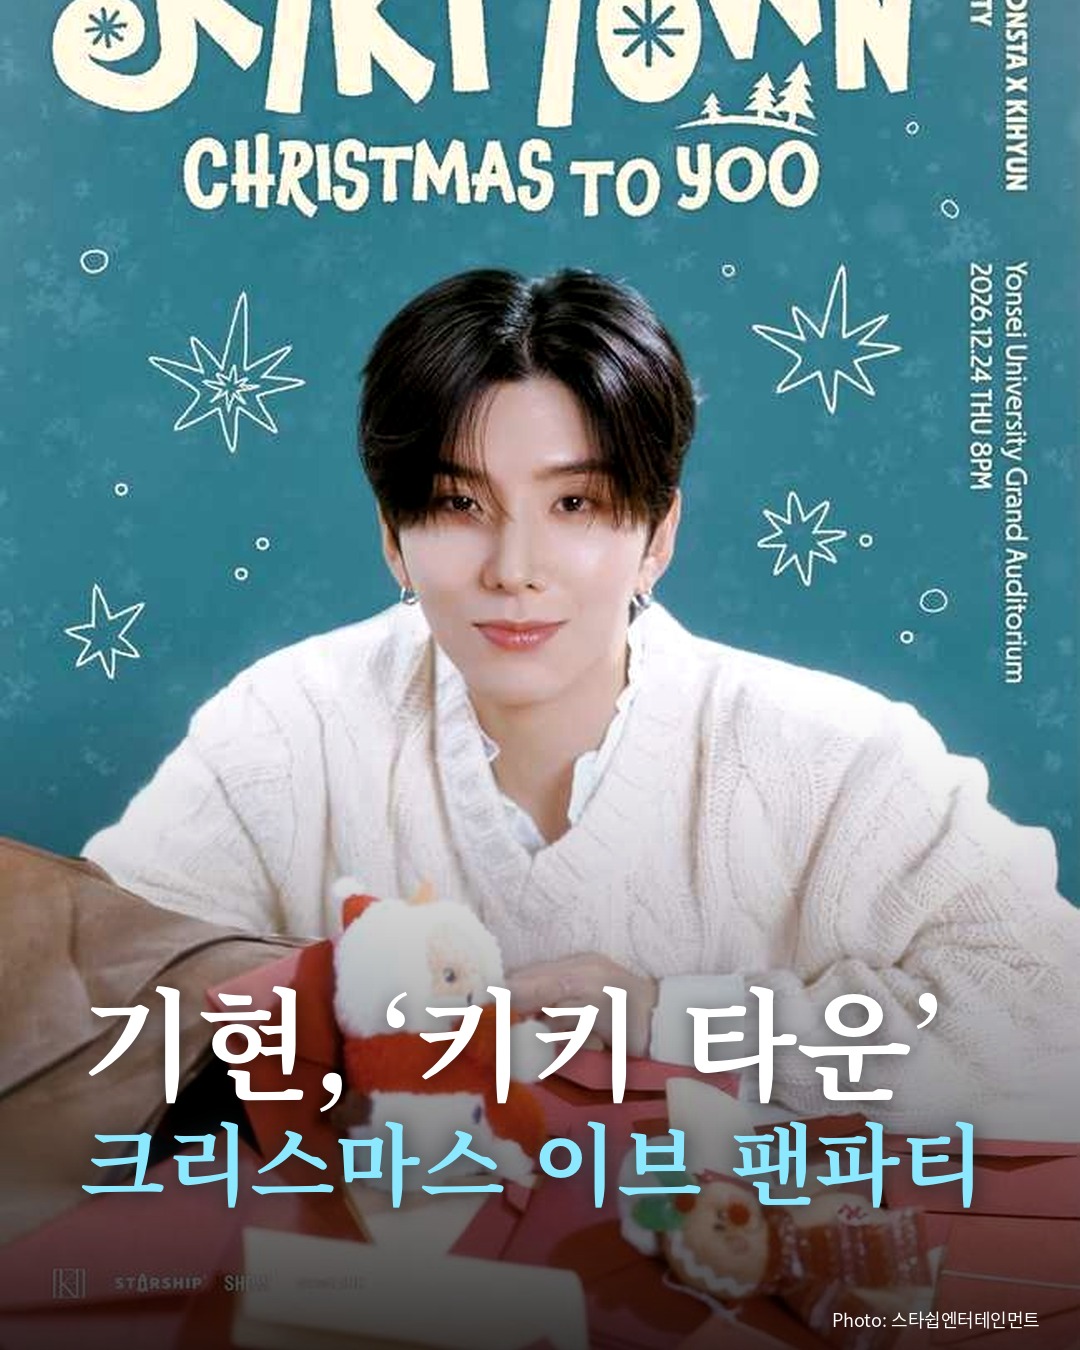 CHRISTMAS TO YOO
MONSTA X KIHYUN
Yonsei University Grand Auditorium
2026.12.24 THU 8PM
기현, ‘키키 타운’
크리스마스 이브 팬파티
STARSHIP
Photo: 스타쉽엔터테인먼트